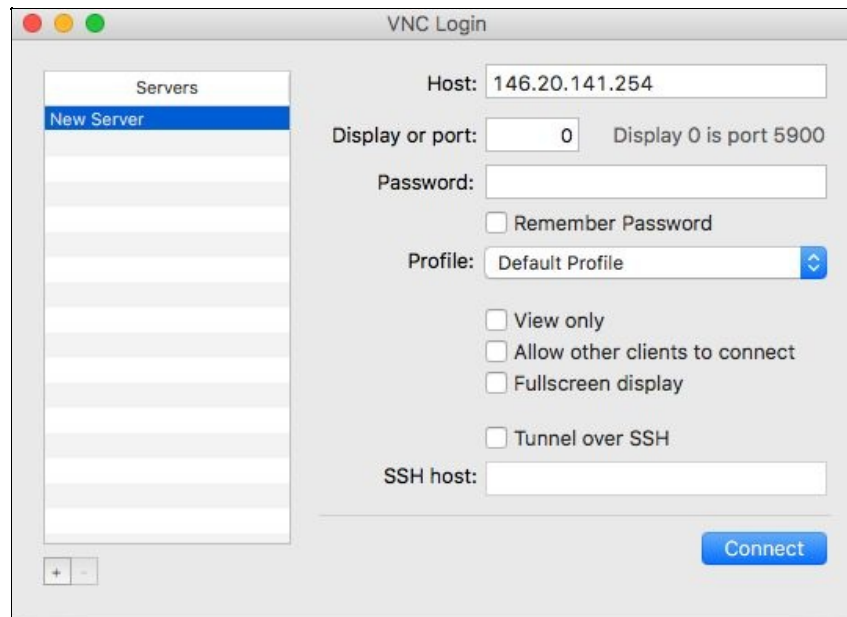 VNC Login
Servers
New Server
+ -
Host: 146.20.141.254
Display or port: 0 Display 0 is port 5900
Password:
Remember Password
Profile: Default Profile
View only
Allow other clients to connect
Fullscreen display
Tunnel over SSH
SSH host:
Connect